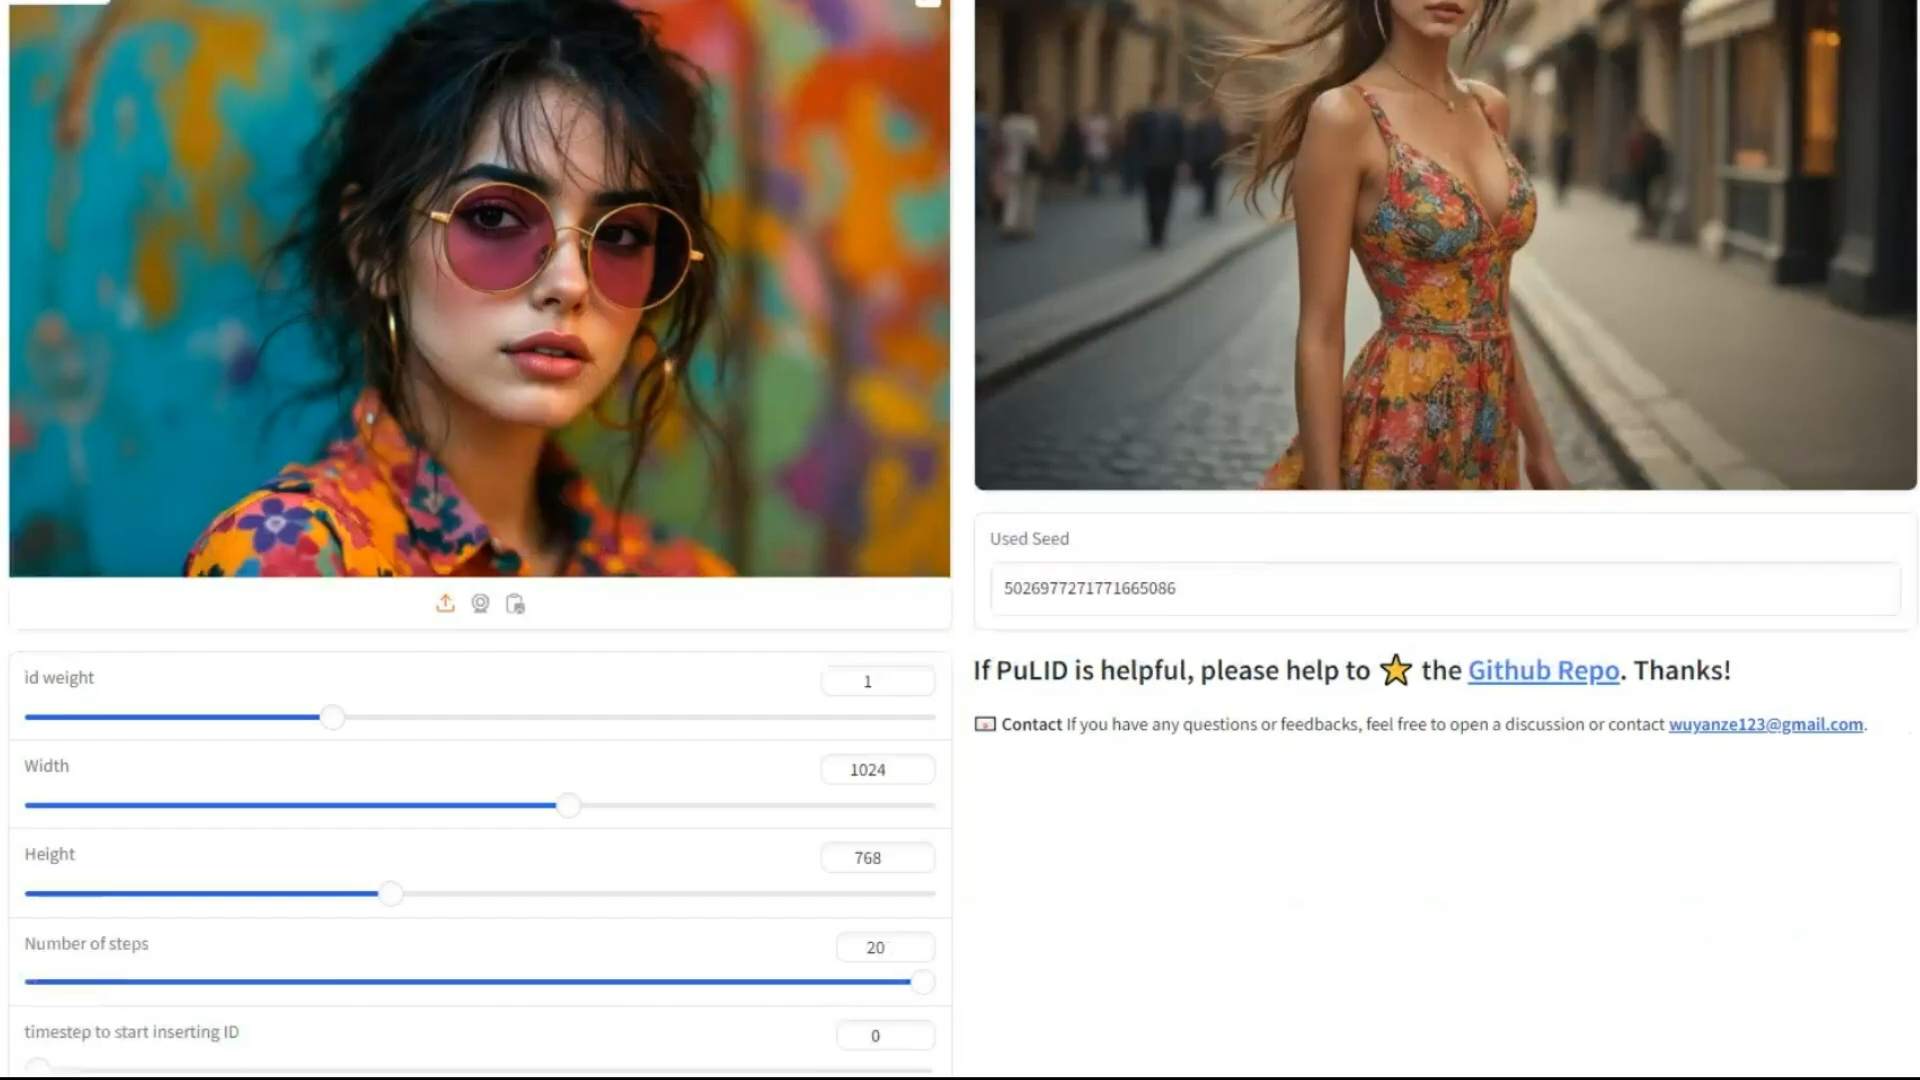 id weight
1
Width
1024
Height
768
Number of steps
20
timestep to start inserting ID
0
Used Seed
5026977271771665086
If PuLID is helpful, please help to ⭐ the Github Repo. Thanks!
Contact If you have any questions or feedbacks, feel free to open a discussion or contact wuyanze123@gmail.com.